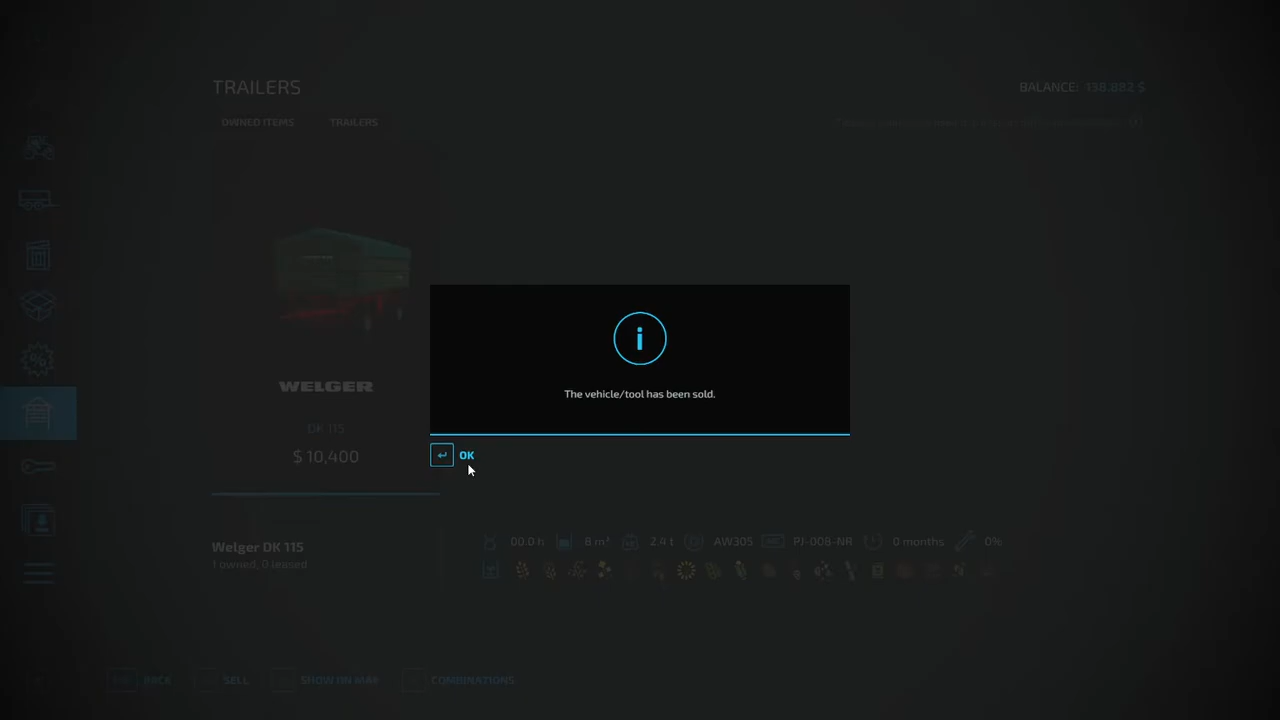 TRAILERS
BALANCE: 138,882 $
OWNED ITEMS TRAILERS
i
The vehicle/tool has been sold.
WELGER
DK 115
$ 10,400
OK
Welger DK 115
1 owned, 0 leased
00.0 h 8 m³ 2.4 t AW305 PJ-008-NR 0 months 0%
BACK SELL SHOW ON MAP COMBINATIONS